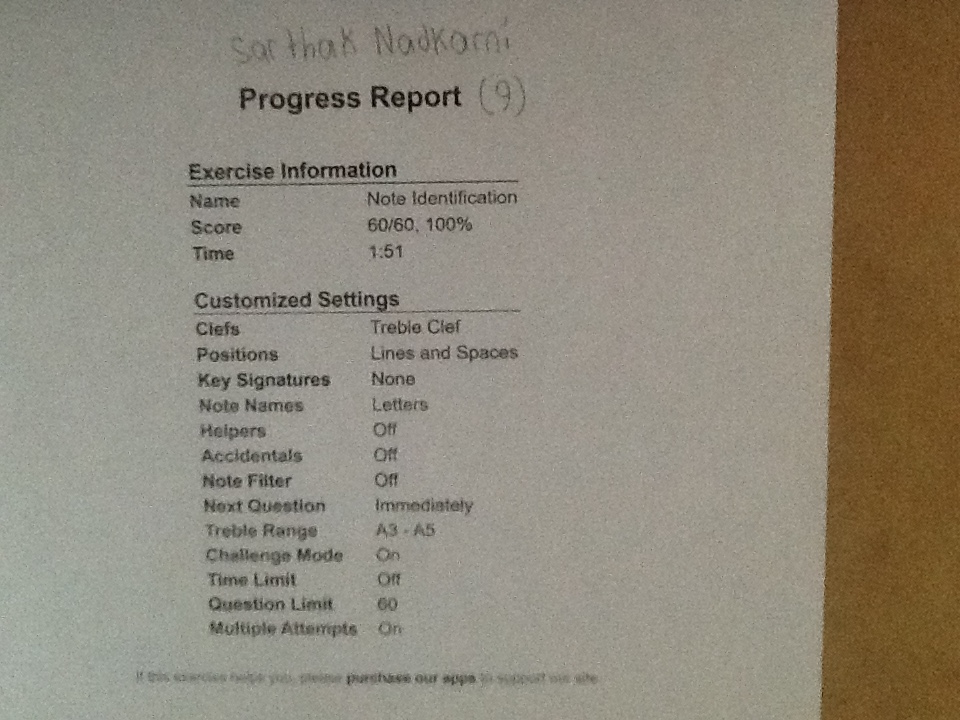 Sarthak Nadkarni
Progress Report (9)
Exercise Information
Name Note Identification
Score 60/60, 100%
Time 1:51
Customized Settings
Clefs Treble Clef
Positions Lines and Spaces
Key Signatures None
Note Names Letters
Helpers Off
Accidentals Off
Note Filter Off
Next Question Immediately
Treble Range A3 - A5
Challenge Mode On
Time Limit Off
Question Limit 60
Multiple Attempts On
If this exercise helps you, please purchase our apps to support our site.